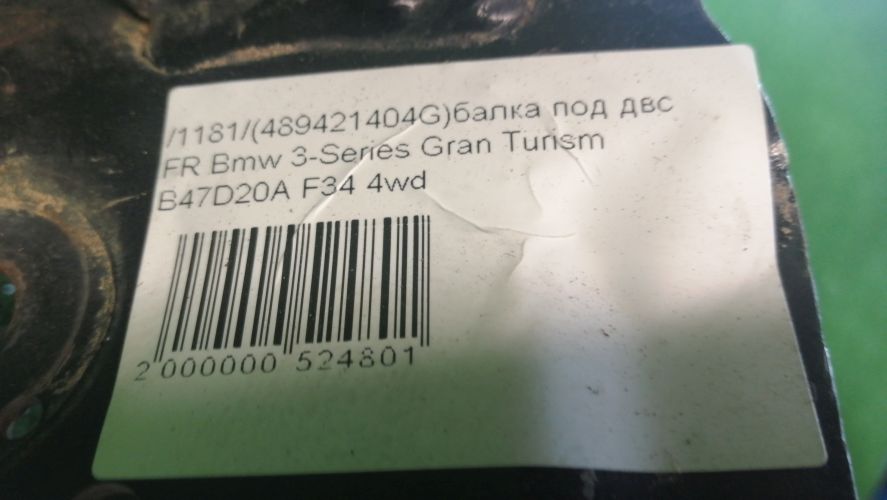 /1181/(489421404G)балка под двс
FR Bmw 3-Series Gran Turism
B47D20A F34 4wd
2 000000 524801